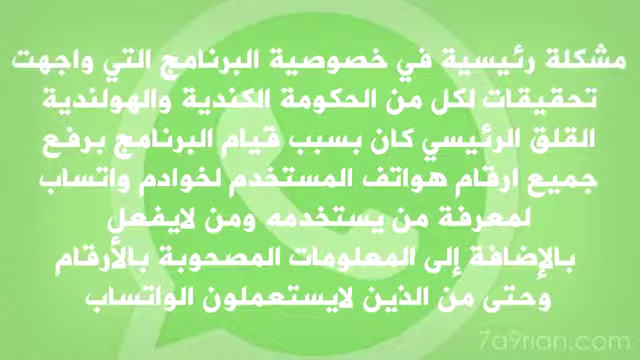 مشكلة رئيسية في خصوصية البرنامج التي واجهت
تحقيقات لكل من الحكومة الكندية والهولندية
القلق الرئيسي كان بسبب قيام البرنامج برفع
جميع ارقام هواتف المستخدم لخوادم واتساب
لمعرفة من يستخدمه ومن لايفعل
بالإضافة إلى المعلومات المصحوبة بالأرقام
وحتى من الذين لايستعملون الواتساب
7a9rian.com